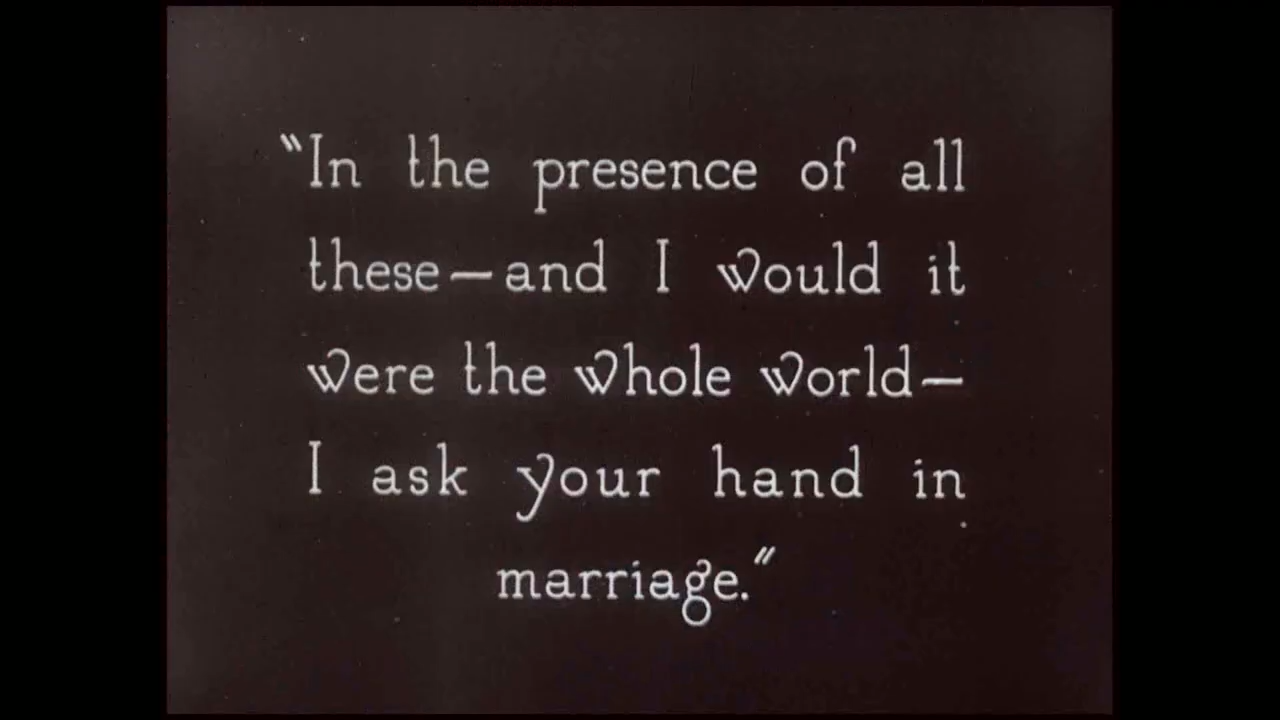 "In the presence of all
these—and I would it
were the whole world—
I ask your hand in
marriage."